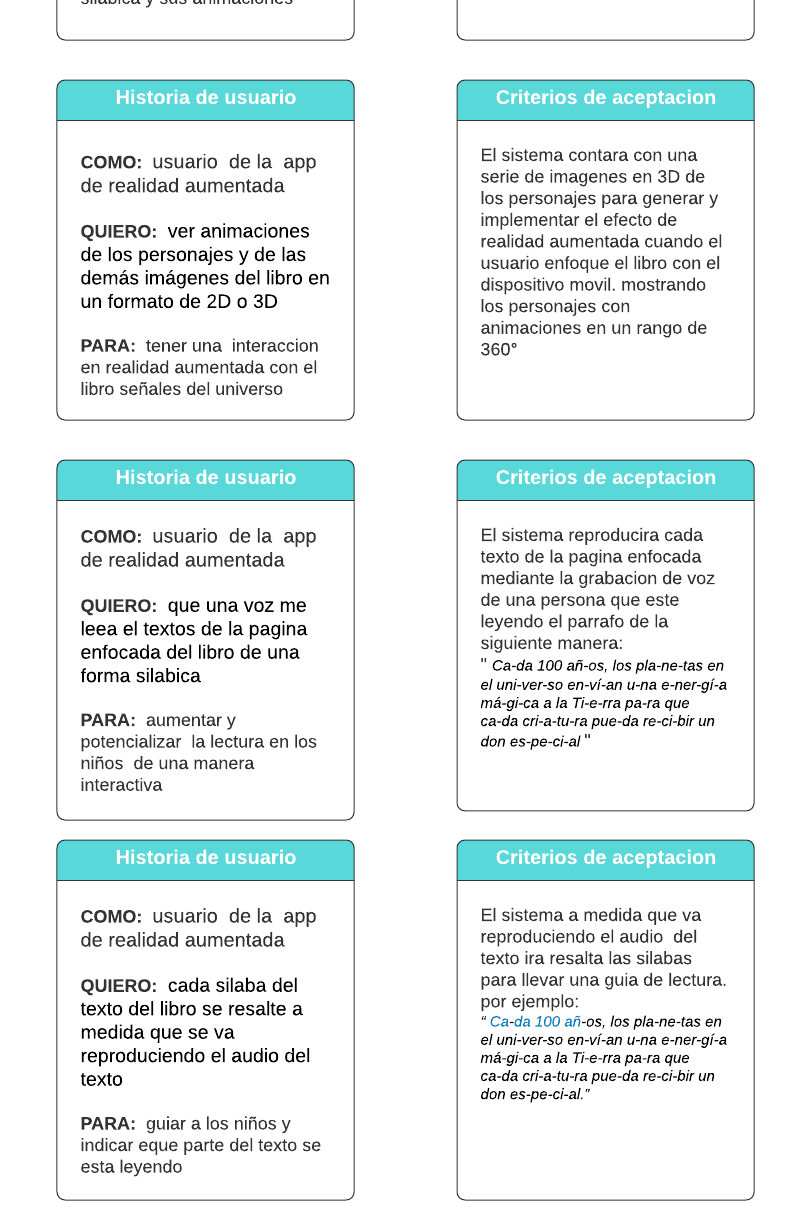 silabica y sus animaciones
Historia de usuario
COMO: usuario de la app
de realidad aumentada
QUIERO: ver animaciones
de los personajes y de las
demás imágenes del libro en
un formato de 2D o 3D
PARA: tener una interaccion
en realidad aumentada con el
libro señales del universo
Criterios de aceptacion
El sistema contara con una
serie de imagenes en 3D de
los personajes para generar y
implementar el efecto de
realidad aumentada cuando el
usuario enfoque el libro con el
dispositivo movil. mostrando
los personajes con
animaciones en un rango de
360°
Historia de usuario
COMO: usuario de la app
de realidad aumentada
QUIERO: que una voz me
leea el textos de la pagina
enfocada del libro de una
forma silabica
PARA: aumentar y
potencializar la lectura en los
niños de una manera
interactiva
Criterios de aceptacion
El sistema reproducira cada
texto de la pagina enfocada
mediante la grabacion de voz
de una persona que este
leyendo el parrafo de la
siguiente manera:
" Ca-da 100 añ-os, los pla-ne-tas en
el uni-ver-so en-ví-an u-na e-ner-gí-a
má-gi-ca a la Ti-e-rra pa-ra que
ca-da cri-a-tu-ra pue-da re-ci-bir un
don es-pe-ci-al "
Historia de usuario
COMO: usuario de la app
de realidad aumentada
QUIERO: cada silaba del
texto del libro se resalte a
medida que se va
reproduciendo el audio del
texto
PARA: guiar a los niños y
indicar eque parte del texto se
esta leyendo
Criterios de aceptacion
El sistema a medida que va
reproduciendo el audio del
texto ira resalta las silabas
para llevar una guia de lectura.
por ejemplo:
“ Ca-da 100 añ-os, los pla-ne-tas en
el uni-ver-so en-ví-an u-na e-ner-gí-a
má-gi-ca a la Ti-e-rra pa-ra que
ca-da cri-a-tu-ra pue-da re-ci-bir un
don es-pe-ci-al.”